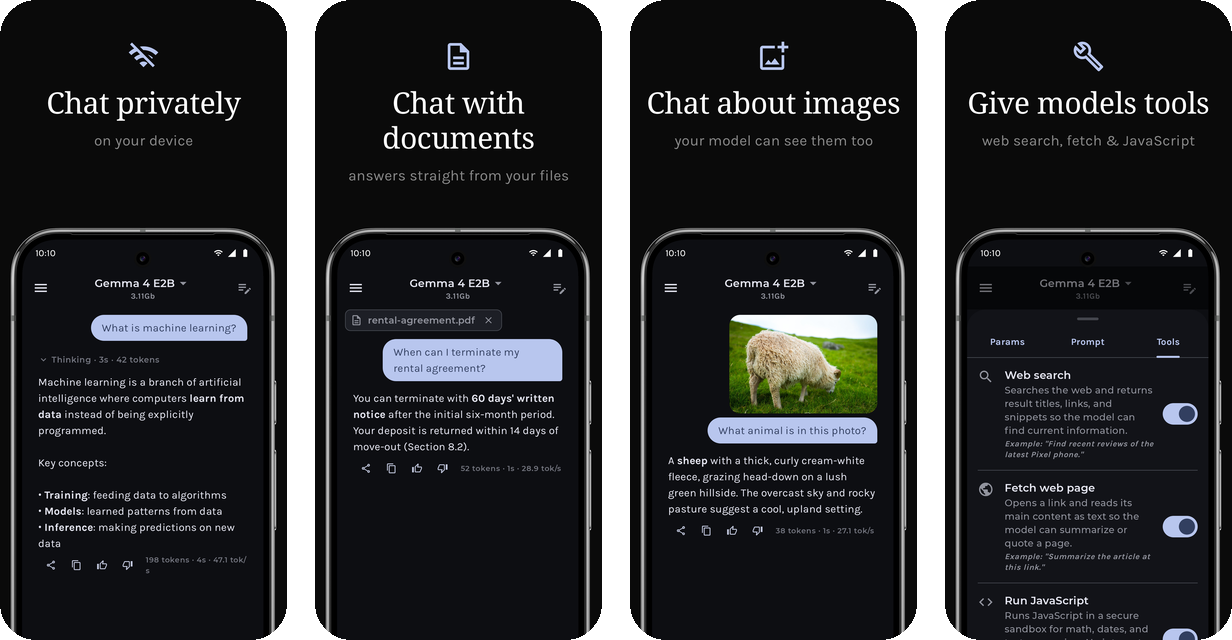 Chat privately
on your device
10:10
Gemma 4 E2B
3.11Gb
What is machine learning?
Thinking · 3s · 42 tokens
Machine learning is a branch of artificial
intelligence where computers learn from
data instead of being explicitly
programmed.
Key concepts:
• Training: feeding data to algorithms
• Models: learned patterns from data
• Inference: making predictions on new
data
198 tokens · 4s · 47.1 tok/
s
Chat with
documents
answers straight from your files
10:10
Gemma 4 E2B
3.11Gb
rental-agreement.pdf
When can I terminate my
rental agreement?
You can terminate with 60 days' written
notice after the initial six-month period.
Your deposit is returned within 14 days of
move-out (Section 8.2).
52 tokens · 1s · 28.9 tok/s
Chat about images
your model can see them too
10:10
Gemma 4 E2B
3.11Gb
What animal is in this photo?
A sheep with a thick, curly cream-white
fleece, grazing head-down on a lush
green hillside. The overcast sky and rocky
pasture suggest a cool, upland setting.
38 tokens · 1s · 27.1 tok/s
Give models tools
web search, fetch & JavaScript
10:10
Gemma 4 E2B
3.11Gb
Params
Prompt
Tools
Web search
Searches the web and returns
result titles, links, and
snippets so the model can
find current information.
Example: "Find recent reviews of the
latest Pixel phone."
Fetch web page
Opens a link and reads its
main content as text so the
model can summarize or
quote a page.
Example: "Summarize the article at
this link."
Run JavaScript
Runs JavaScript in a secure
sandbox for math, dates, and